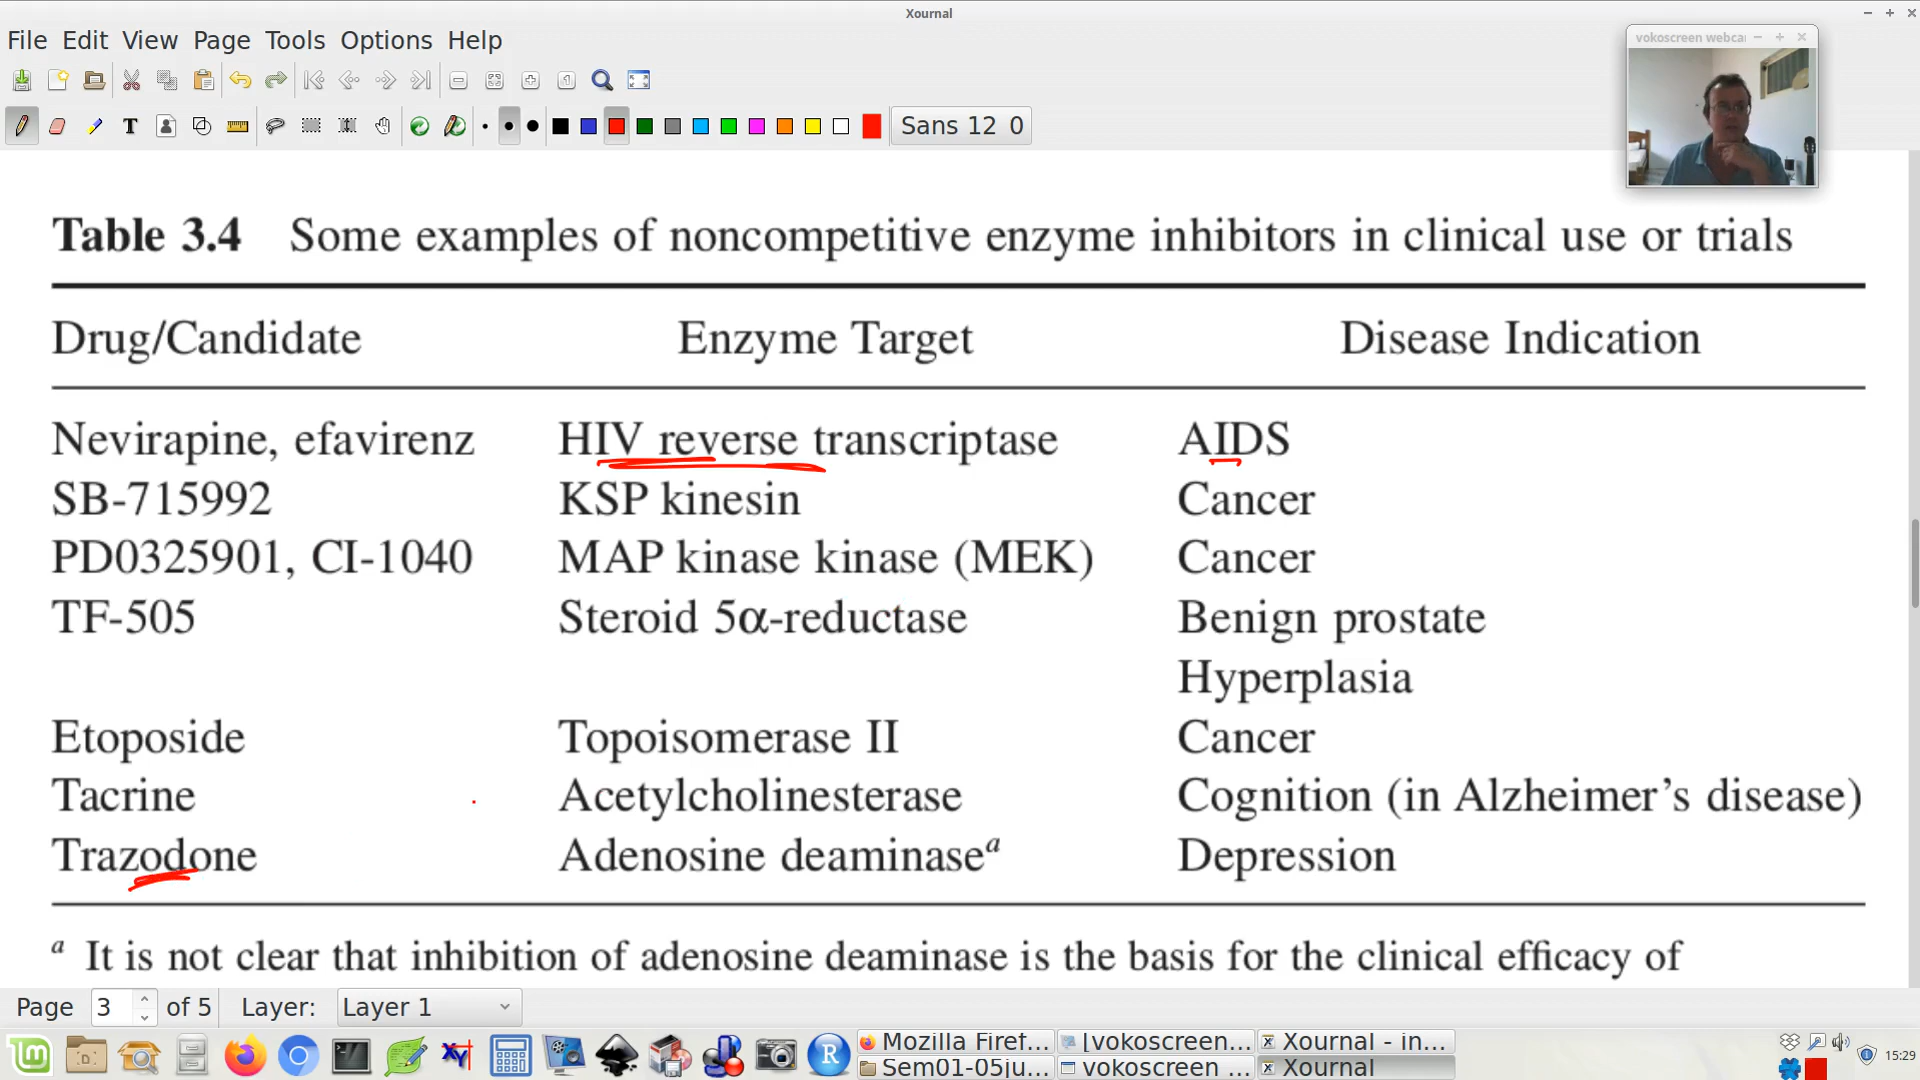 Xournal
File Edit View Page Tools Options Help
vokoscreen webca
Sans 12 0
Table 3.4 Some examples of noncompetitive enzyme inhibitors in clinical use or trials
Drug/Candidate Enzyme Target Disease Indication
Nevirapine, efavirenz HIV reverse transcriptase AIDS
SB-715992 KSP kinesin Cancer
PD0325901, CI-1040 MAP kinase kinase (MEK) Cancer
TF-505 Steroid 5α-reductase Benign prostate
Hyperplasia
Etoposide Topoisomerase II Cancer
Tacrine Acetylcholinesterase Cognition (in Alzheimer’s disease)
Trazodone Adenosine deaminaseᵃ Depression
ᵃ It is not clear that inhibition of adenosine deaminase is the basis for the clinical efficacy of
Page 3 of 5 Layer: Layer 1
Mozilla Firef... [vokoscreen... Xournal - in...
Sem01-05ju... vokoscreen ... Xournal
15:29